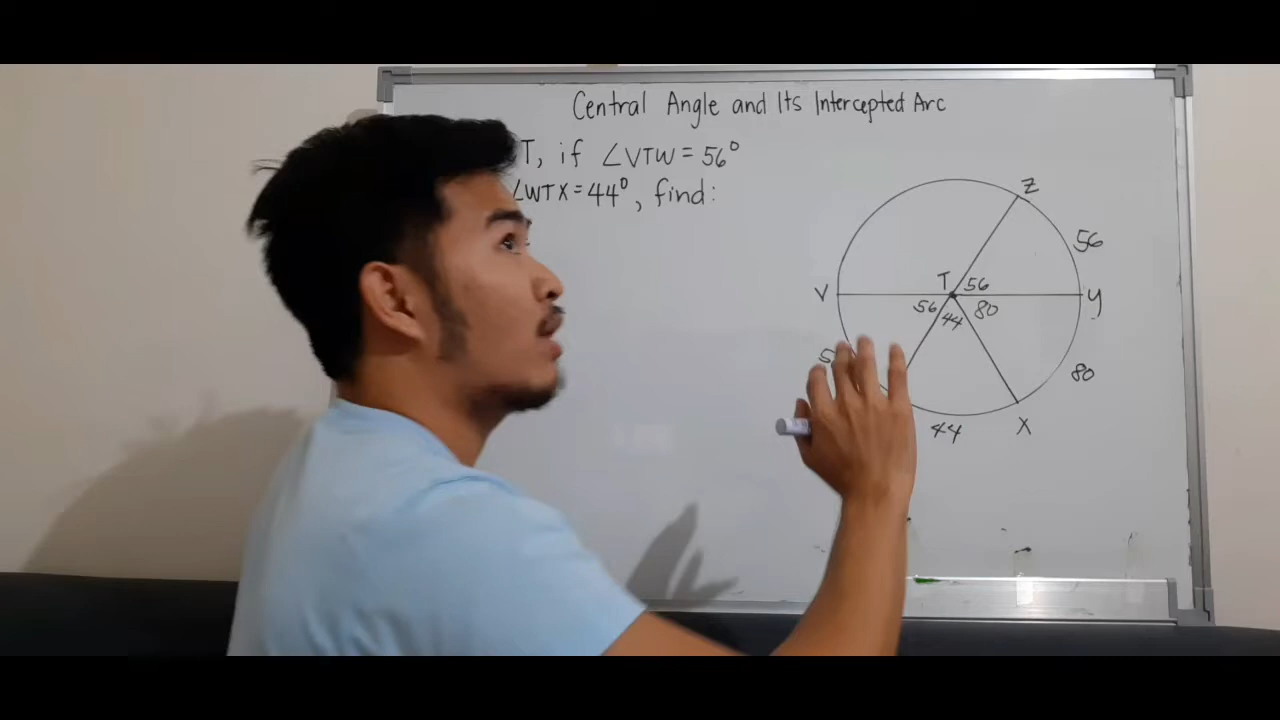 Central Angle and Its Intercepted Arc
T, if ∠VTW = 56°
∠WTX = 44°, find:
Z
56
T 56
V
y
56 44 80
5
80
44
X